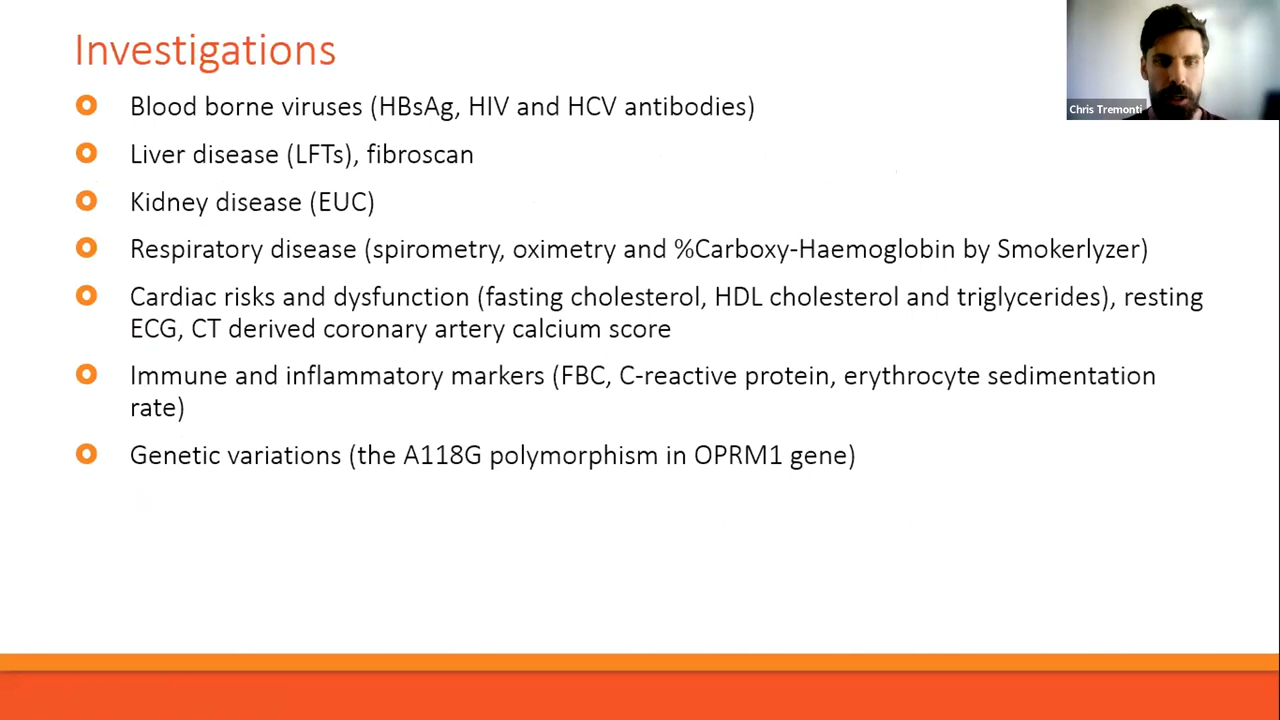 Investigations
Chris Tremonti
Blood borne viruses (HBsAg, HIV and HCV antibodies)
Liver disease (LFTs), fibroscan
Kidney disease (EUC)
Respiratory disease (spirometry, oximetry and %Carboxy-Haemoglobin by Smokerlyzer)
Cardiac risks and dysfunction (fasting cholesterol, HDL cholesterol and triglycerides), resting
ECG, CT derived coronary artery calcium score
Immune and inflammatory markers (FBC, C-reactive protein, erythrocyte sedimentation
rate)
Genetic variations (the A118G polymorphism in OPRM1 gene)